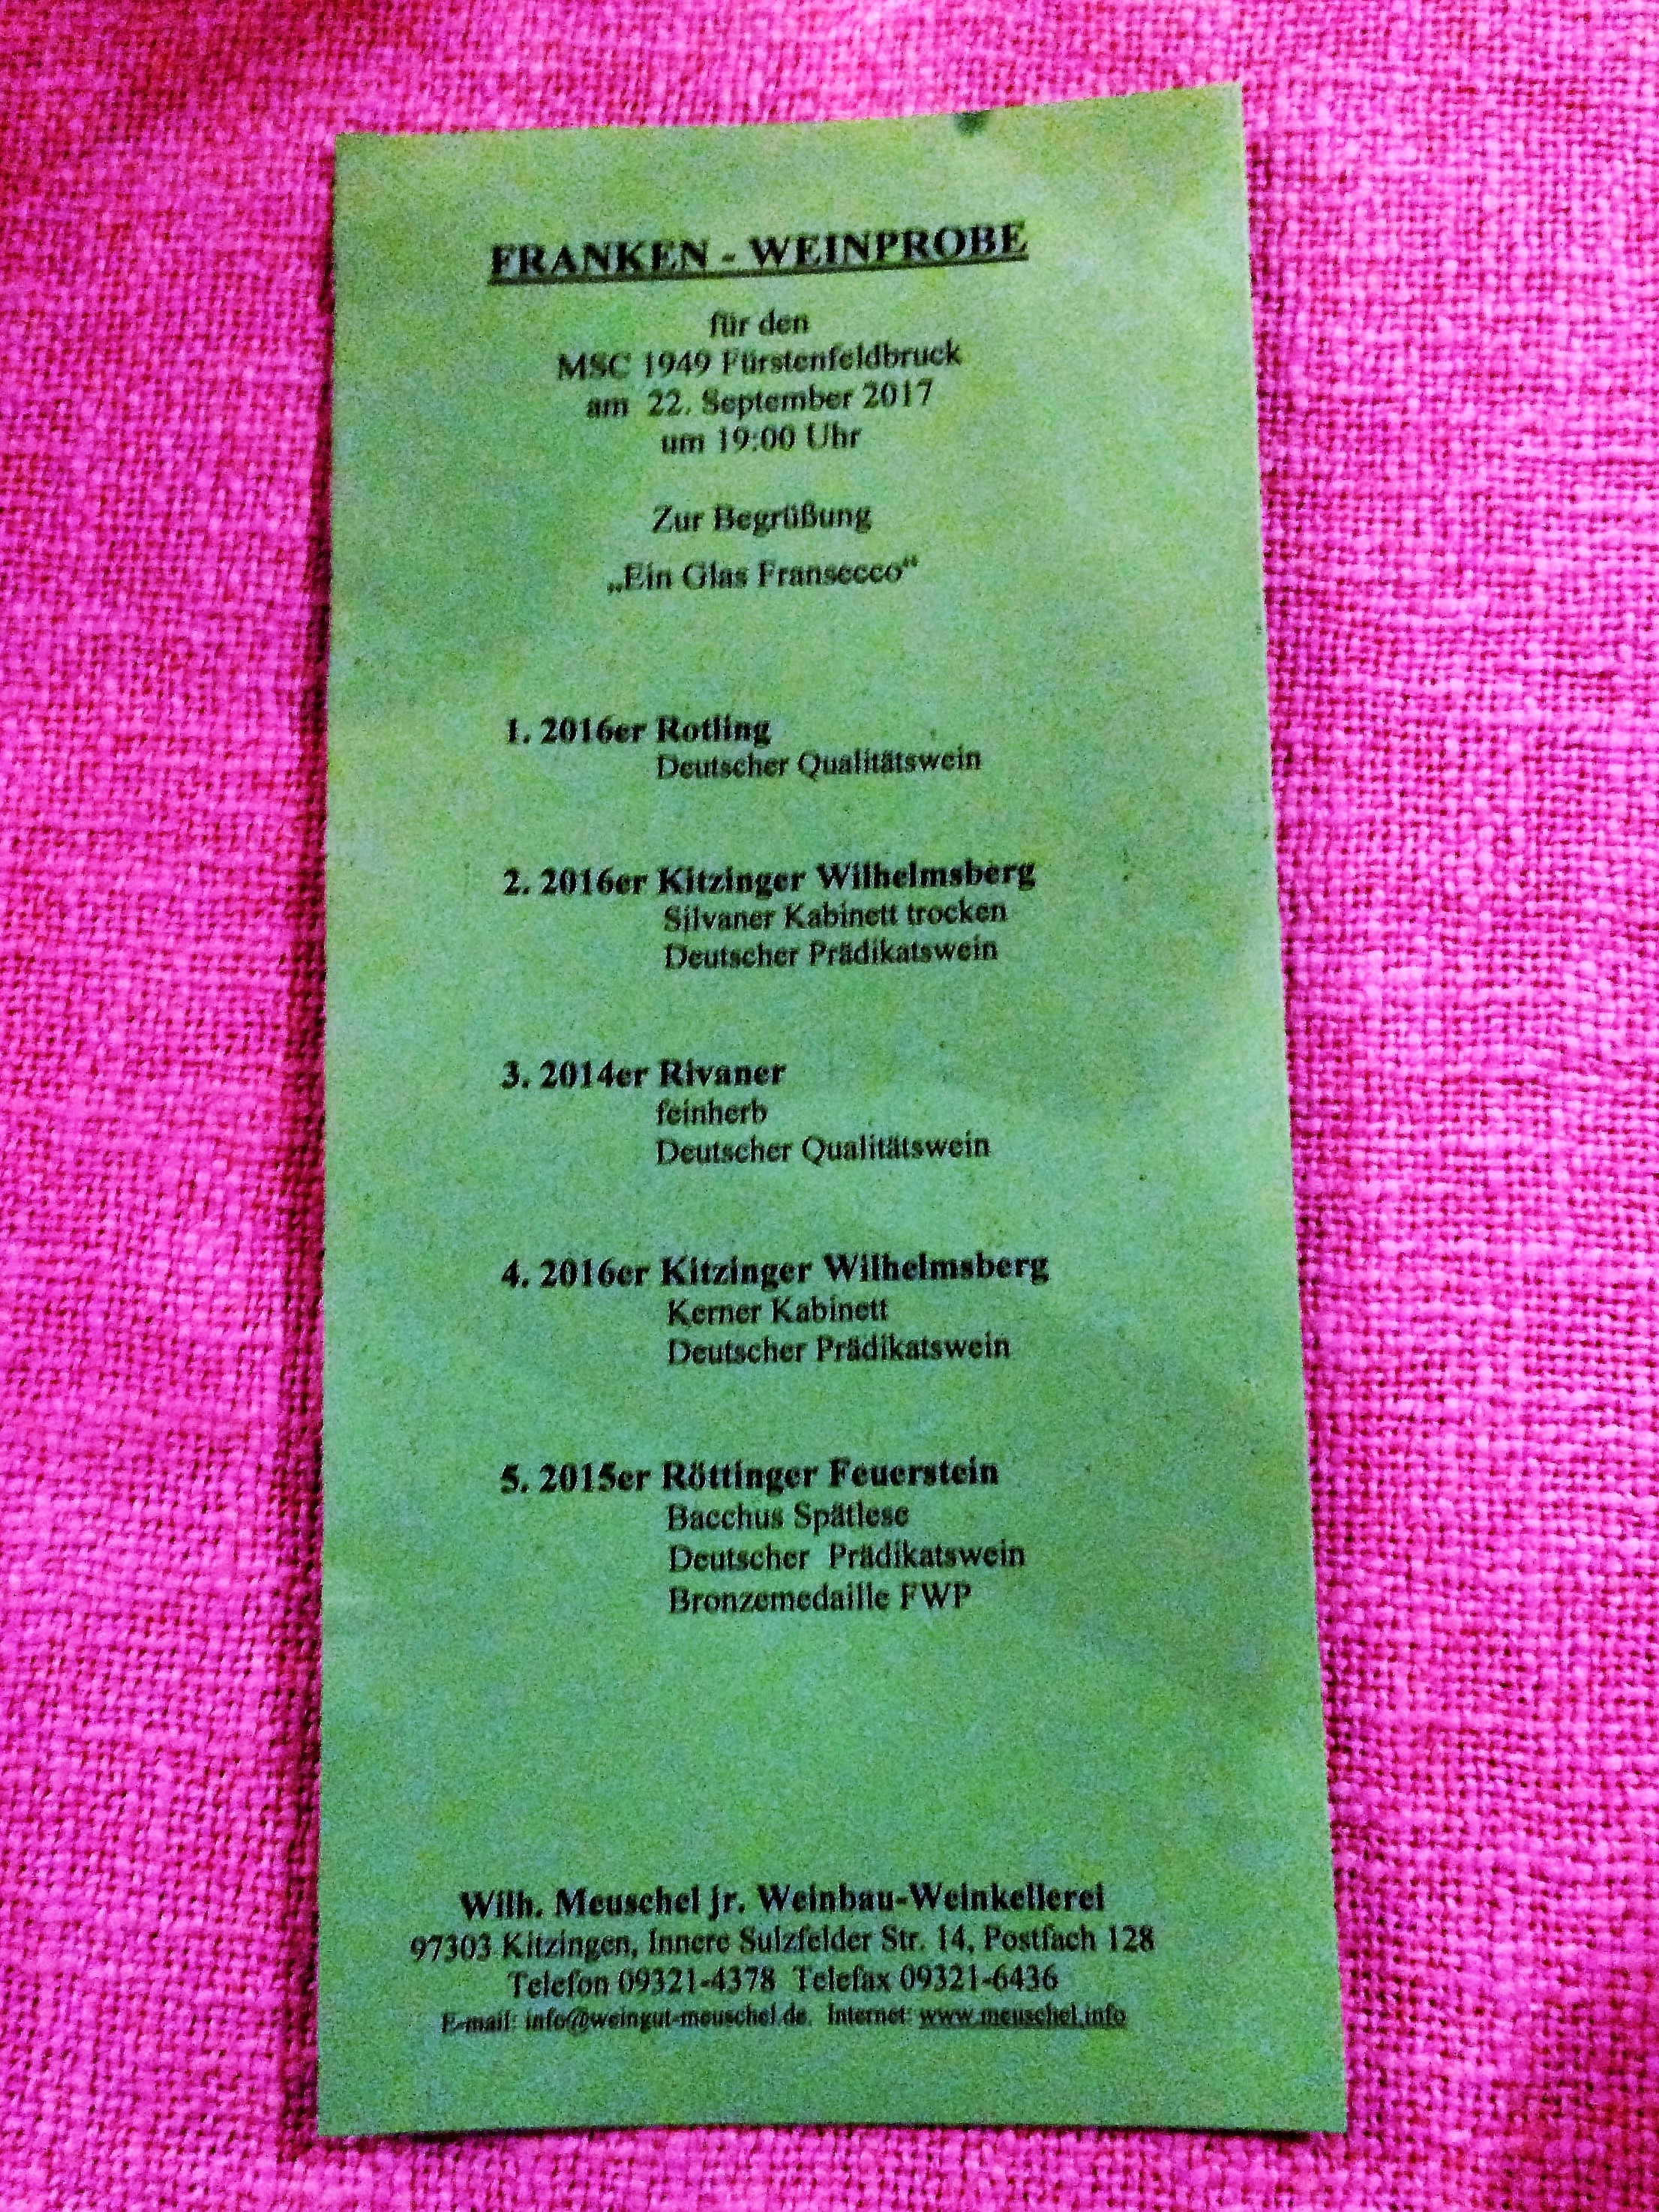 FRANKEN - WEINPROBE
für den
MSC 1949 Fürstenfeldbruck
am 22. September 2017
um 19:00 Uhr
Zur Begrüßung
„Ein Glas Fransecco“
1. 2016er Rotling
Deutscher Qualitätswein
2. 2016er Kitzinger Wilhelmsberg
Silvaner Kabinett trocken
Deutscher Prädikatswein
3. 2014er Rivaner
feinherb
Deutscher Qualitätswein
4. 2016er Kitzinger Wilhelmsberg
Kerner Kabinett
Deutscher Prädikatswein
5. 2015er Röttinger Feuerstein
Bacchus Spätlese
Deutscher Prädikatswein
Bronzemedaille FWP
Wilh. Meuschel jr. Weinbau-Weinkellerei
97303 Kitzingen, Innere Sulzfelder Str. 14, Postfach 128
Telefon 09321-4378 Telefax 09321-6436
E-mail: info@weingut-meuschel.de. Internet: www.meuschel.info